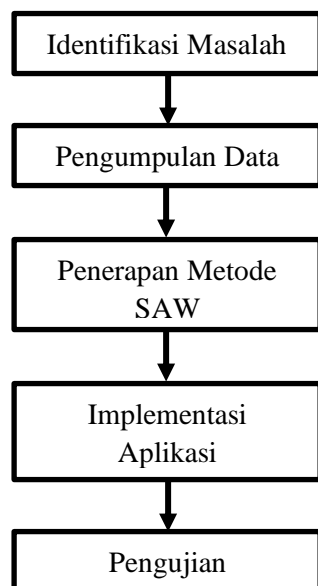 Identifikasi Masalah
Pengumpulan Data
Penerapan Metode
SAW
Implementasi
Aplikasi
Pengujian